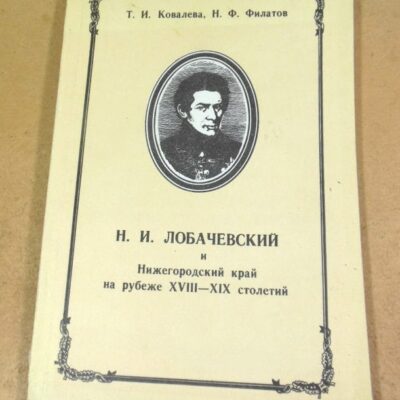 Т. И. Ковалева, Н. Ф. Филатов
Н. И. ЛОБАЧЕВСКИЙ
и
Нижегородский край
на рубеже XVIII—XIX столетий